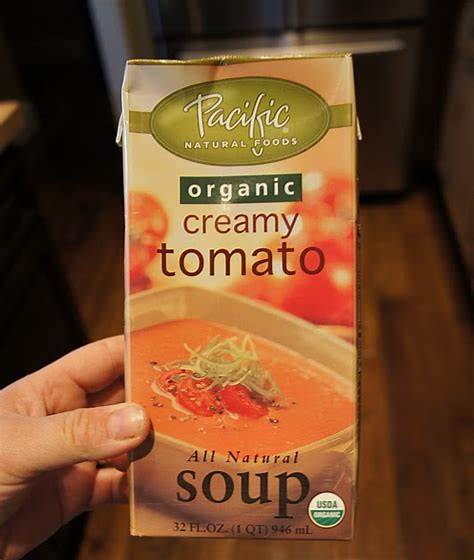 Pacific®
NATURAL FOODS
organic
creamy
tomato
All Natural
soup
USDA
ORGANIC
32 FL.OZ. (1 QT) 946 mL